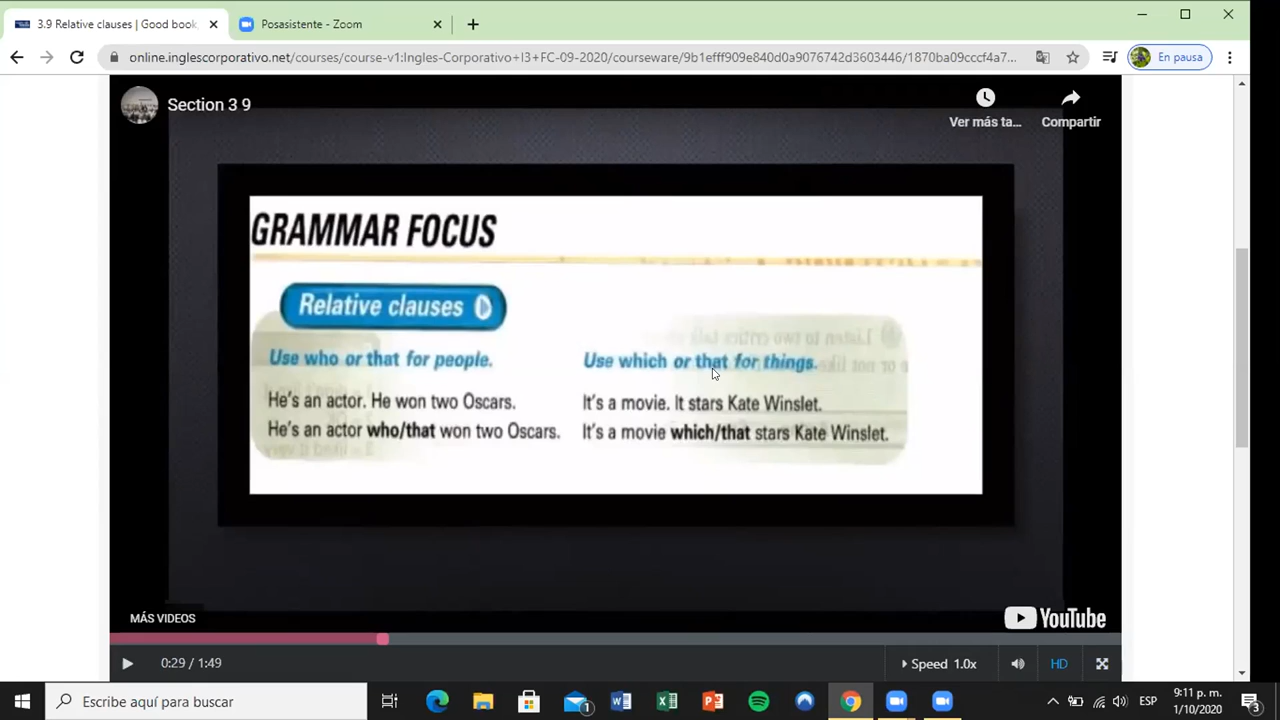 3.9 Relative clauses | Good book,
Posasistente - Zoom
online.inglescorporativo.net/courses/course-v1:Ingles_Corporativo+I3+FC-09-2020/courseware/9b1efff909e840d0a9076742d36db446/1870ba09cccf4a7...
En pausa
Section 3 9
Ver más ta...
Compartir
GRAMMAR FOCUS
Relative clauses
Use who or that for people.
He's an actor. He won two Oscars.
He's an actor who/that won two Oscars.
Use which or that for things.
It's a movie. It stars Kate Winslet.
It's a movie which/that stars Kate Winslet.
MÁS VIDEOS
YouTube
0:29 / 1:49
Speed 1.0x
HD
Escribe aquí para buscar
1
ESP
9:11 p. m.
1/10/2020
3